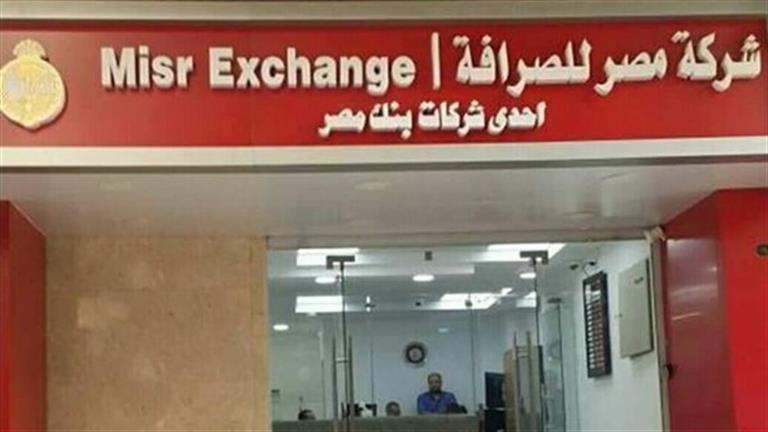 شركة مصر للصرافة | Misr Exchange
احدى شركات بنك مصر